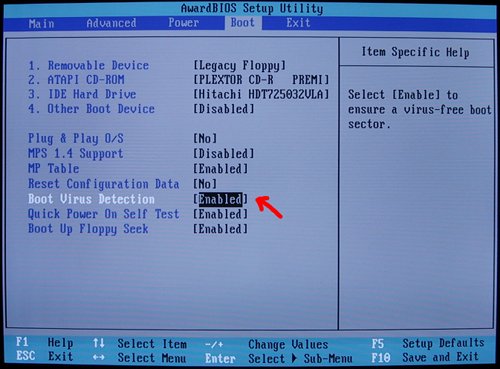 AwardBIOS Setup Utility
Main Advanced Power Boot Exit
Item Specific Help
1. Removable Device [Legacy Floppy]
2. ATAPI CD-ROM [PLEXTOR CD-R PREMI]
3. IDE Hard Drive [Hitachi HDT725032VLA]
4. Other Boot Device [Disabled]
Select [Enable] to
ensure a virus-free boot
sector.
Plug & Play O/S [No]
MPS 1.4 Support [Disabled]
MP Table [Enabled]
Reset Configuration Data [No]
Boot Virus Detection [Enabled]
Quick Power On Self Test [Enabled]
Boot Up Floppy Seek [Enabled]
F1 Help ↑↓ Select Item -/+ Change Values F5 Setup Defaults
ESC Exit ↔ Select Menu Enter Select ▶ Sub-Menu F10 Save and Exit